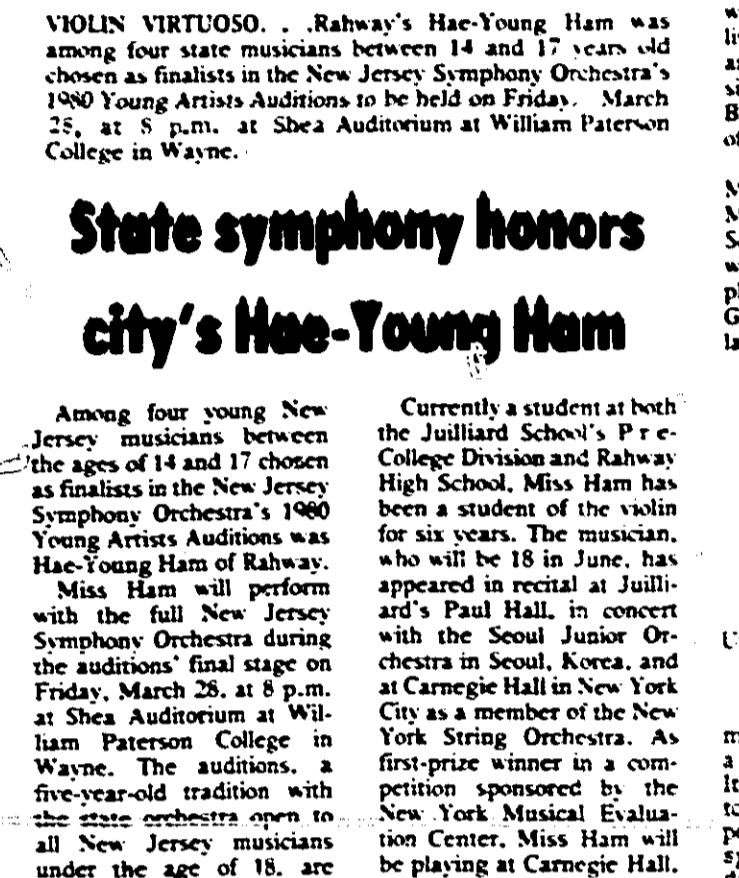 VIOLIN VIRTUOSO. . .Rahway's Hae-Young Ham was
among four state musicians between 14 and 17 years old
chosen as finalists in the New Jersey Symphony Orchestra's
1980 Young Artists Auditions to be held on Friday, March
at 8 p.m. at Shea Auditorium at William Paterson
College in Wayne.
State symphony honors
city's Hae-Young Ham
Among four young New
Jersey musicians between
the ages of 14 and 17 chosen
as finalists in the New Jersey
Symphony Orchestra's 1980
Young Artists Auditions was
Hae-Young Ham of Rahway.
Miss Ham will perform
with the full New Jersey
Symphony Orchestra during
the auditions' final stage on
Friday, March 28, at 8 p.m.
at Shea Auditorium at Wil-
liam Paterson College in
Wayne. The auditions, a
five-year-old tradition with
the state orchestra open to
all New Jersey musicians
under the age of 18, are
Currently a student at both
the Juilliard School's Pre-
College Division and Rahway
High School, Miss Ham has
been a student of the violin
for six years. The musician,
who will be 18 in June, has
appeared in recital at Juilli-
ard's Paul Hall, in concert
with the Seoul Junior Or-
chestra in Seoul, Korea, and
at Carnegie Hall in New York
City as a member of the New
York String Orchestra. As
first-prize winner in a com-
petition sponsored by the
New York Musical Evalua-
tion Center, Miss Ham will
be playing at Carnegie Hall,